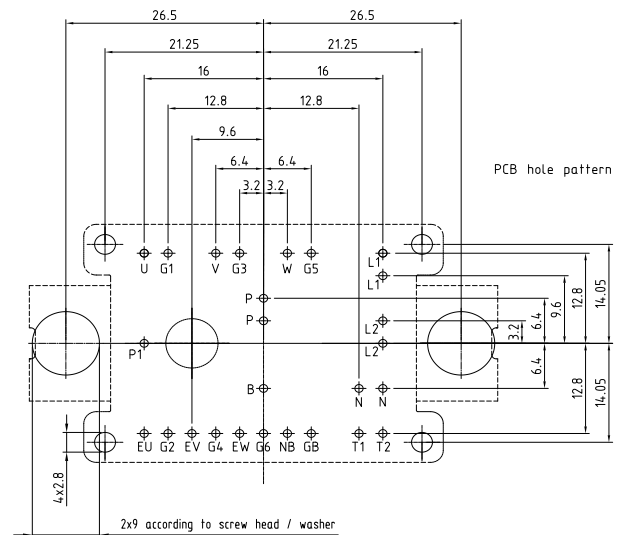 26.5 26.5
21.25 21.25
16 16
12.8 12.8
9.6
6.4 6.4
3.2 3.2
PCB hole pattern
U G1 V G3 W G5 L1
L1
P
P
L2
P1 L2
B N N
EU G2 EV G4 EW G6 NB GB T1 T2
3.2 6.4 9.6 12.8 14.05
6.4 12.8 14.05
4x2.8
2x9 according to screw head / washer